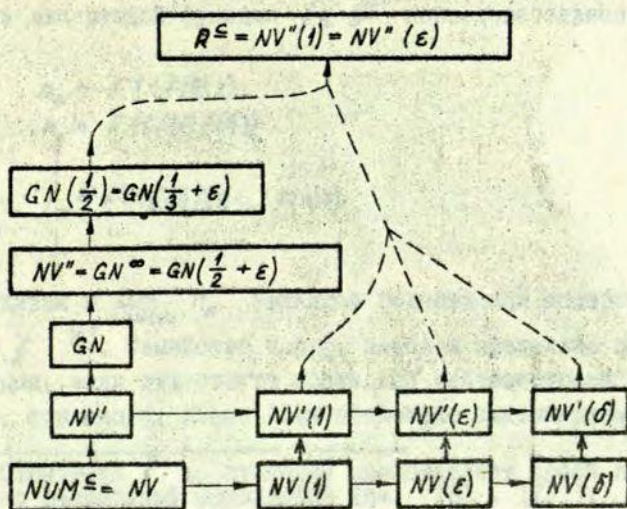 R^⊆ = NV''(1) = NV''(ε)
GN(1/2) = GN(1/3 + ε)
NV'' = GN^∞ = GN(1/2 + ε)
GN
NV' NV'(1) NV'(ε) NV'(б)
NUM^⊆ = NV NV(1) NV(ε) NV(б)